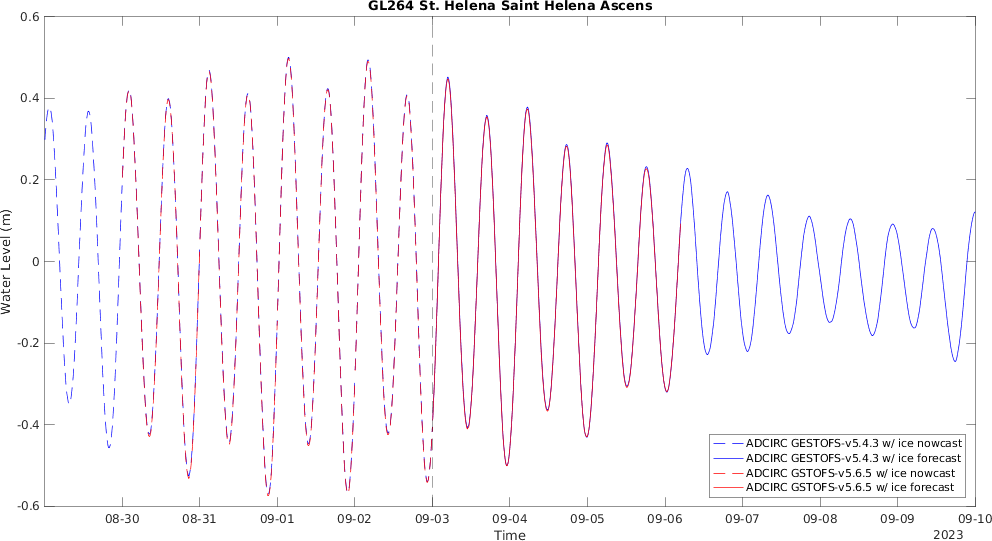 GL264 St. Helena Saint Helena Ascens
Water Level (m)
0.6
0.4
0.2
0
-0.2
-0.4
-0.6
ADCIRC GESTOFS-v5.4.3 w/ ice nowcast
ADCIRC GESTOFS-v5.4.3 w/ ice forecast
ADCIRC GSTOFS-v5.6.5 w/ ice nowcast
ADCIRC GSTOFS-v5.6.5 w/ ice forecast
08-30 08-31 09-01 09-02 09-03 09-04 09-05 09-06 09-07 09-08 09-09 09-10
Time
2023